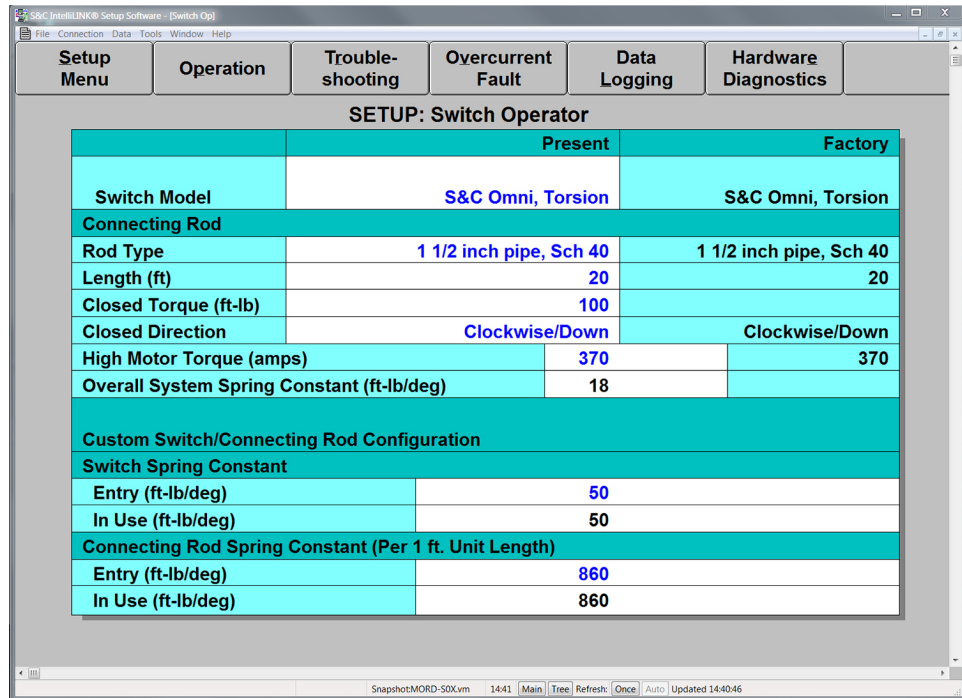 S&C IntelliLINK® Setup Software - [Switch Op]
File Connection Data Tools Window Help
Setup Menu
Operation
Trouble-shooting
Overcurrent Fault
Data Logging
Hardware Diagnostics
SETUP: Switch Operator
Present Factory
Switch Model S&C Omni, Torsion S&C Omni, Torsion
Connecting Rod
Rod Type 1 1/2 inch pipe, Sch 40 1 1/2 inch pipe, Sch 40
Length (ft) 20 20
Closed Torque (ft-lb) 100
Closed Direction Clockwise/Down Clockwise/Down
High Motor Torque (amps) 370 370
Overall System Spring Constant (ft-lb/deg) 18
Custom Switch/Connecting Rod Configuration
Switch Spring Constant
Entry (ft-lb/deg) 50
In Use (ft-lb/deg) 50
Connecting Rod Spring Constant (Per 1 ft. Unit Length)
Entry (ft-lb/deg) 860
In Use (ft-lb/deg) 860
Snapshot:MORD-S0X.vm 14:41 Main Tree Refresh: Once Auto Updated 14:40:46